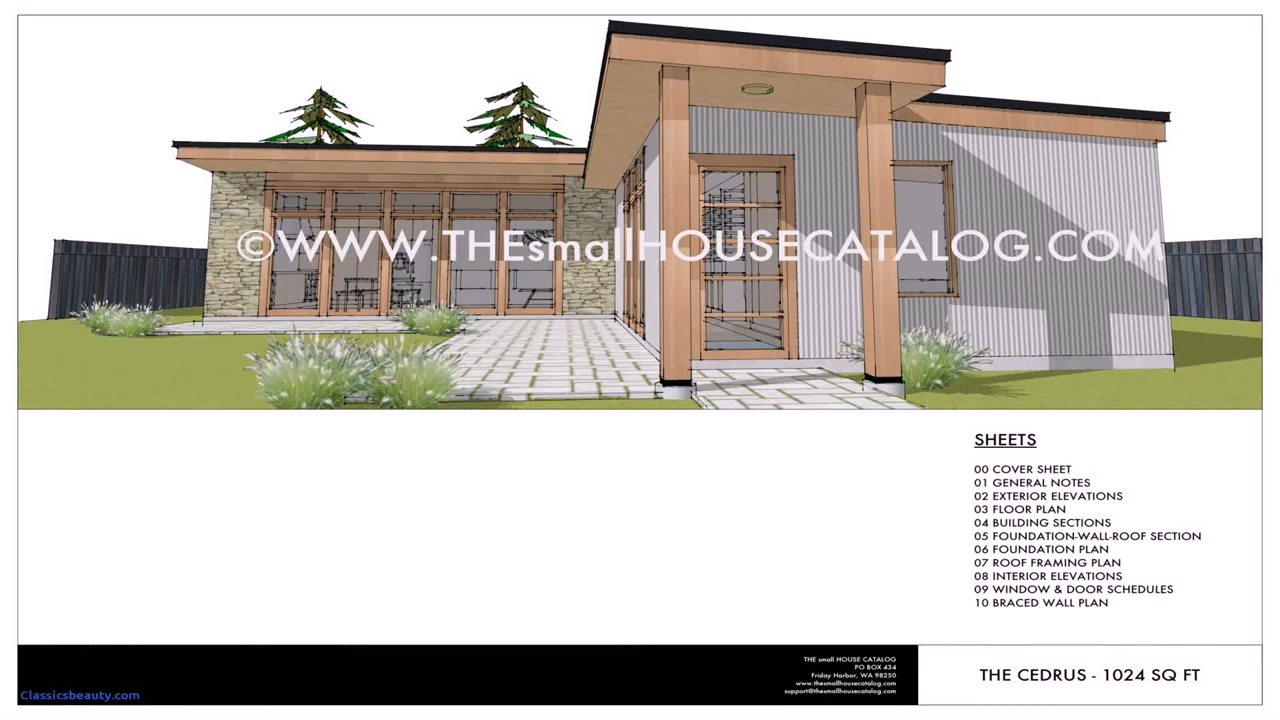 ©WWW.THEsmallHOUSECATALOG.COM
SHEETS
00 COVER SHEET
01 GENERAL NOTES
02 EXTERIOR ELEVATIONS
03 FLOOR PLAN
04 BUILDING SECTIONS
05 FOUNDATION-WALL-ROOF SECTION
06 FOUNDATION PLAN
07 ROOF FRAMING PLAN
08 INTERIOR ELEVATIONS
09 WINDOW & DOOR SCHEDULES
10 BRACED WALL PLAN
THE small HOUSE CATALOG
PO BOX 434
Friday Harbor, WA 98250
www.thesmallhousecatalog.com
support@thesmallhousecatalog.com
THE CEDRUS - 1024 SQ FT
Classicsbeauty.com